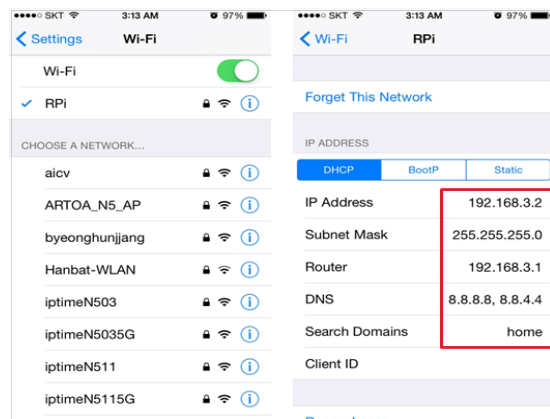 SKT 3:13 AM 97%
Settings Wi-Fi
Wi-Fi
RPi
CHOOSE A NETWORK...
aicv
ARTOA_N5_AP
byeonghunjjang
Hanbat-WLAN
iptimeN503
iptimeN5035G
iptimeN511
iptimeN5115G
SKT 3:13 AM 97%
Wi-Fi RPi
Forget This Network
IP ADDRESS
DHCP BootP Static
IP Address 192.168.3.2
Subnet Mask 255.255.255.0
Router 192.168.3.1
DNS 8.8.8.8, 8.8.4.4
Search Domains home
Client ID